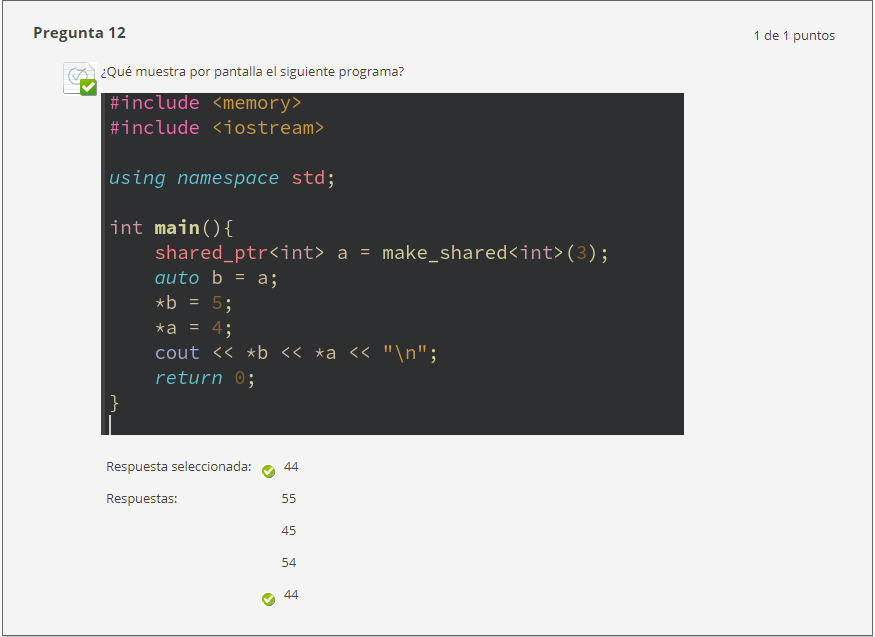 Pregunta 12
1 de 1 puntos
¿Qué muestra por pantalla el siguiente programa?
#include <memory>
#include <iostream>
using namespace std;
int main(){
    shared_ptr<int> a = make_shared<int>(3);
    auto b = a;
    *b = 5;
    *a = 4;
    cout << *b << *a << "\n";
    return 0;
}
Respuesta seleccionada: 44
Respuestas: 55
45
54
44